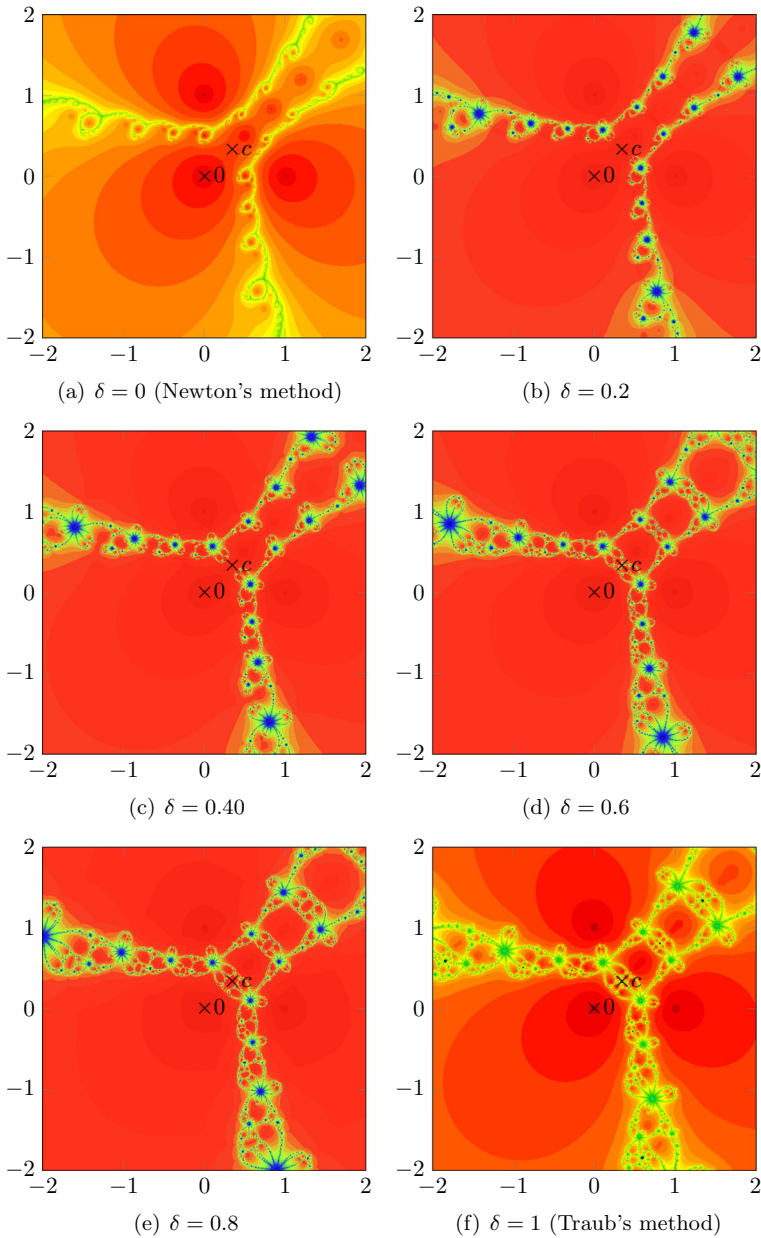 2 2
1 1
× c × c
0 × 0 0 × 0
−1 −1
−2 −2
−2 −1 0 1 2 −2 −1 0 1 2
(a) δ = 0 (Newton's method) (b) δ = 0.2
2 2
1 1
× c × c
0 × 0 0 × 0
−1 −1
−2 −2
−2 −1 0 1 2 −2 −1 0 1 2
(c) δ = 0.40 (d) δ = 0.6
2 2
1 1
× c × c
0 × 0 0 × 0
−1 −1
−2 −2
−2 −1 0 1 2 −2 −1 0 1 2
(e) δ = 0.8 (f) δ = 1 (Traub's method)